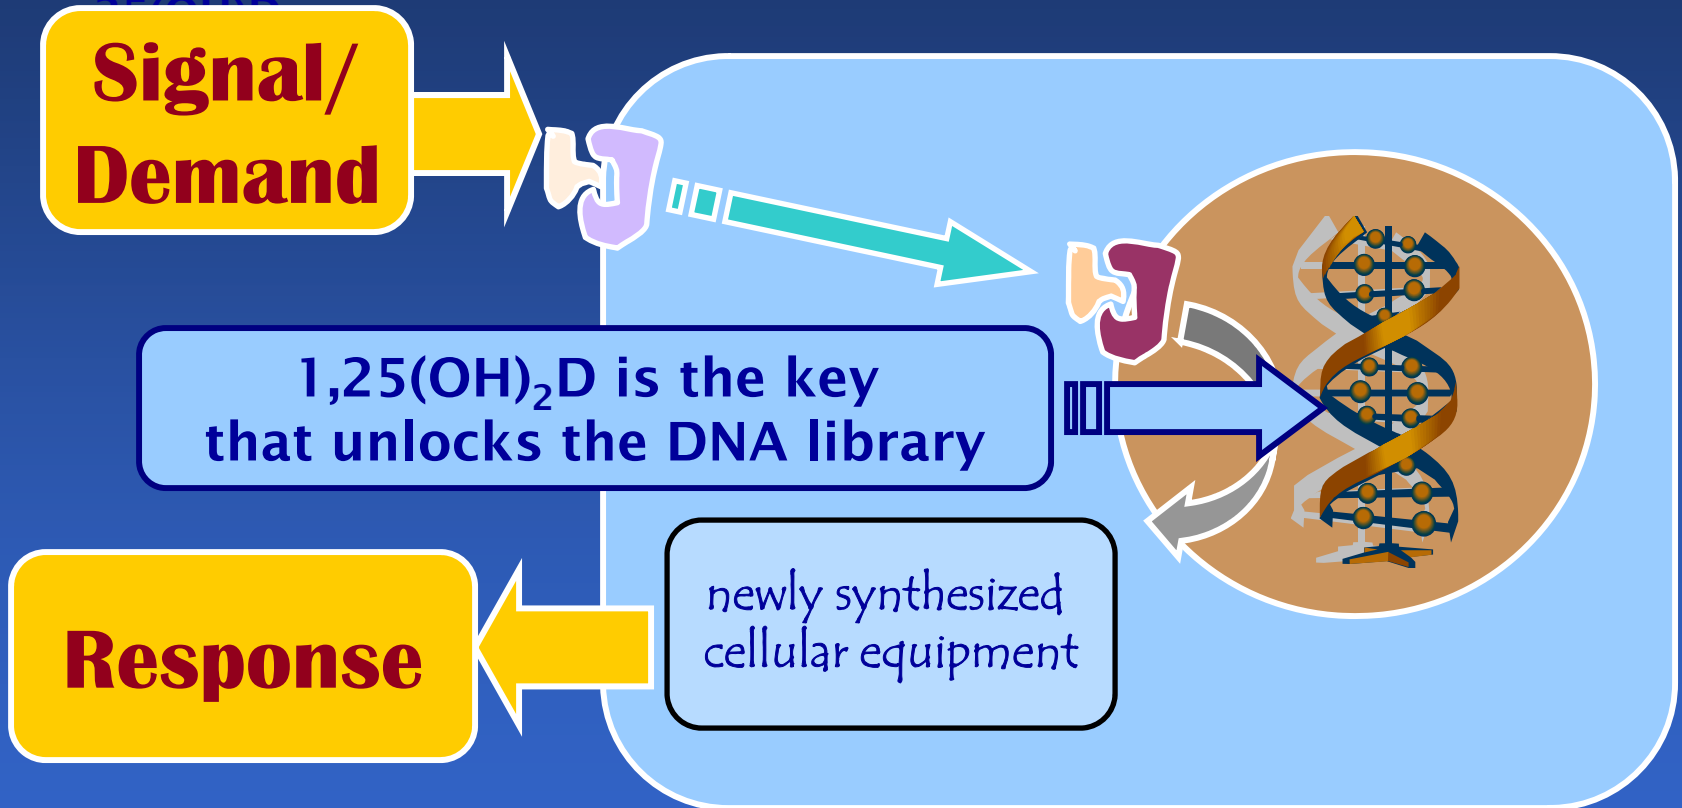 Signal/
Demand
1,25(OH)₂D is the key
that unlocks the DNA library
newly synthesized
cellular equipment
Response